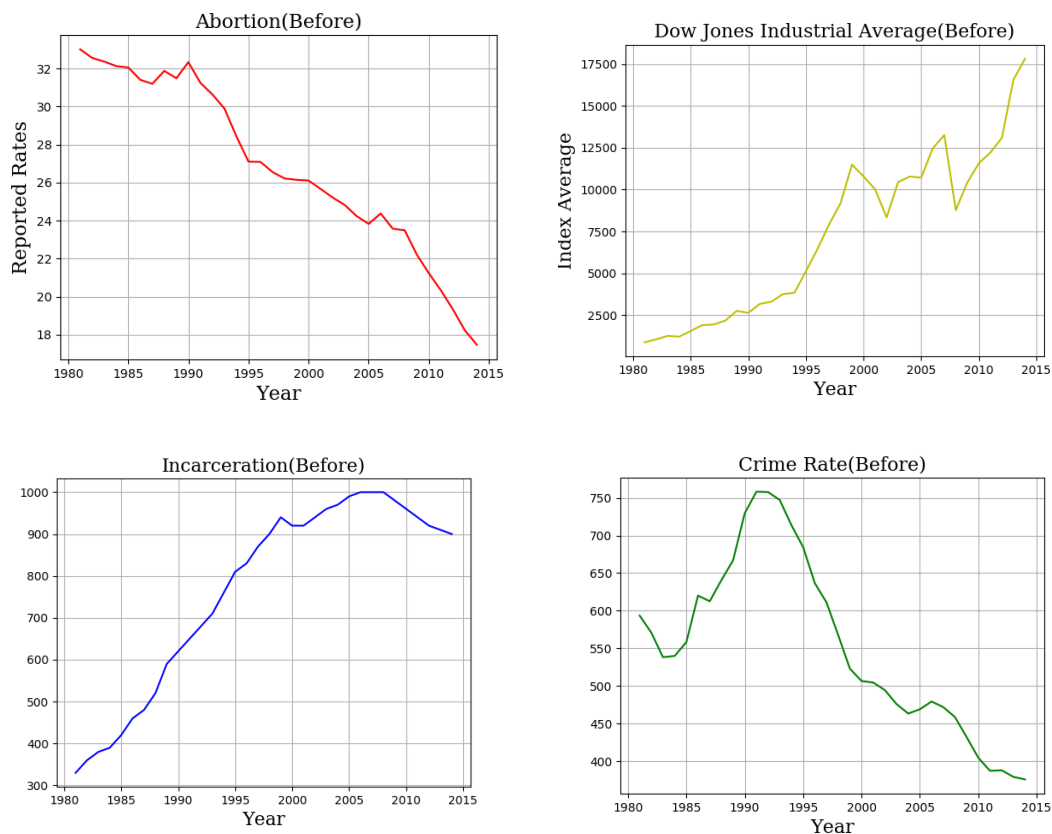 Abortion(Before)
Reported Rates
32
30
28
26
24
22
20
18
1980 1985 1990 1995 2000 2005 2010 2015
Year
Dow Jones Industrial Average(Before)
Index Average
17500
15000
12500
10000
7500
5000
2500
1980 1985 1990 1995 2000 2005 2010 2015
Year
Incarceration(Before)
1000
900
800
700
600
500
400
300
1980 1985 1990 1995 2000 2005 2010 2015
Year
Crime Rate(Before)
750
700
650
600
550
500
450
400
1980 1985 1990 1995 2000 2005 2010 2015
Year